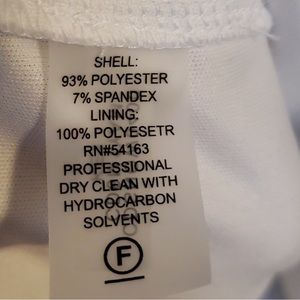 SHELL:
93% POLYESTER
7% SPANDEX
LINING:
100% POLYESETR
RN#54163
PROFESSIONAL
DRY CLEAN WITH
HYDROCARBON
SOLVENTS
F